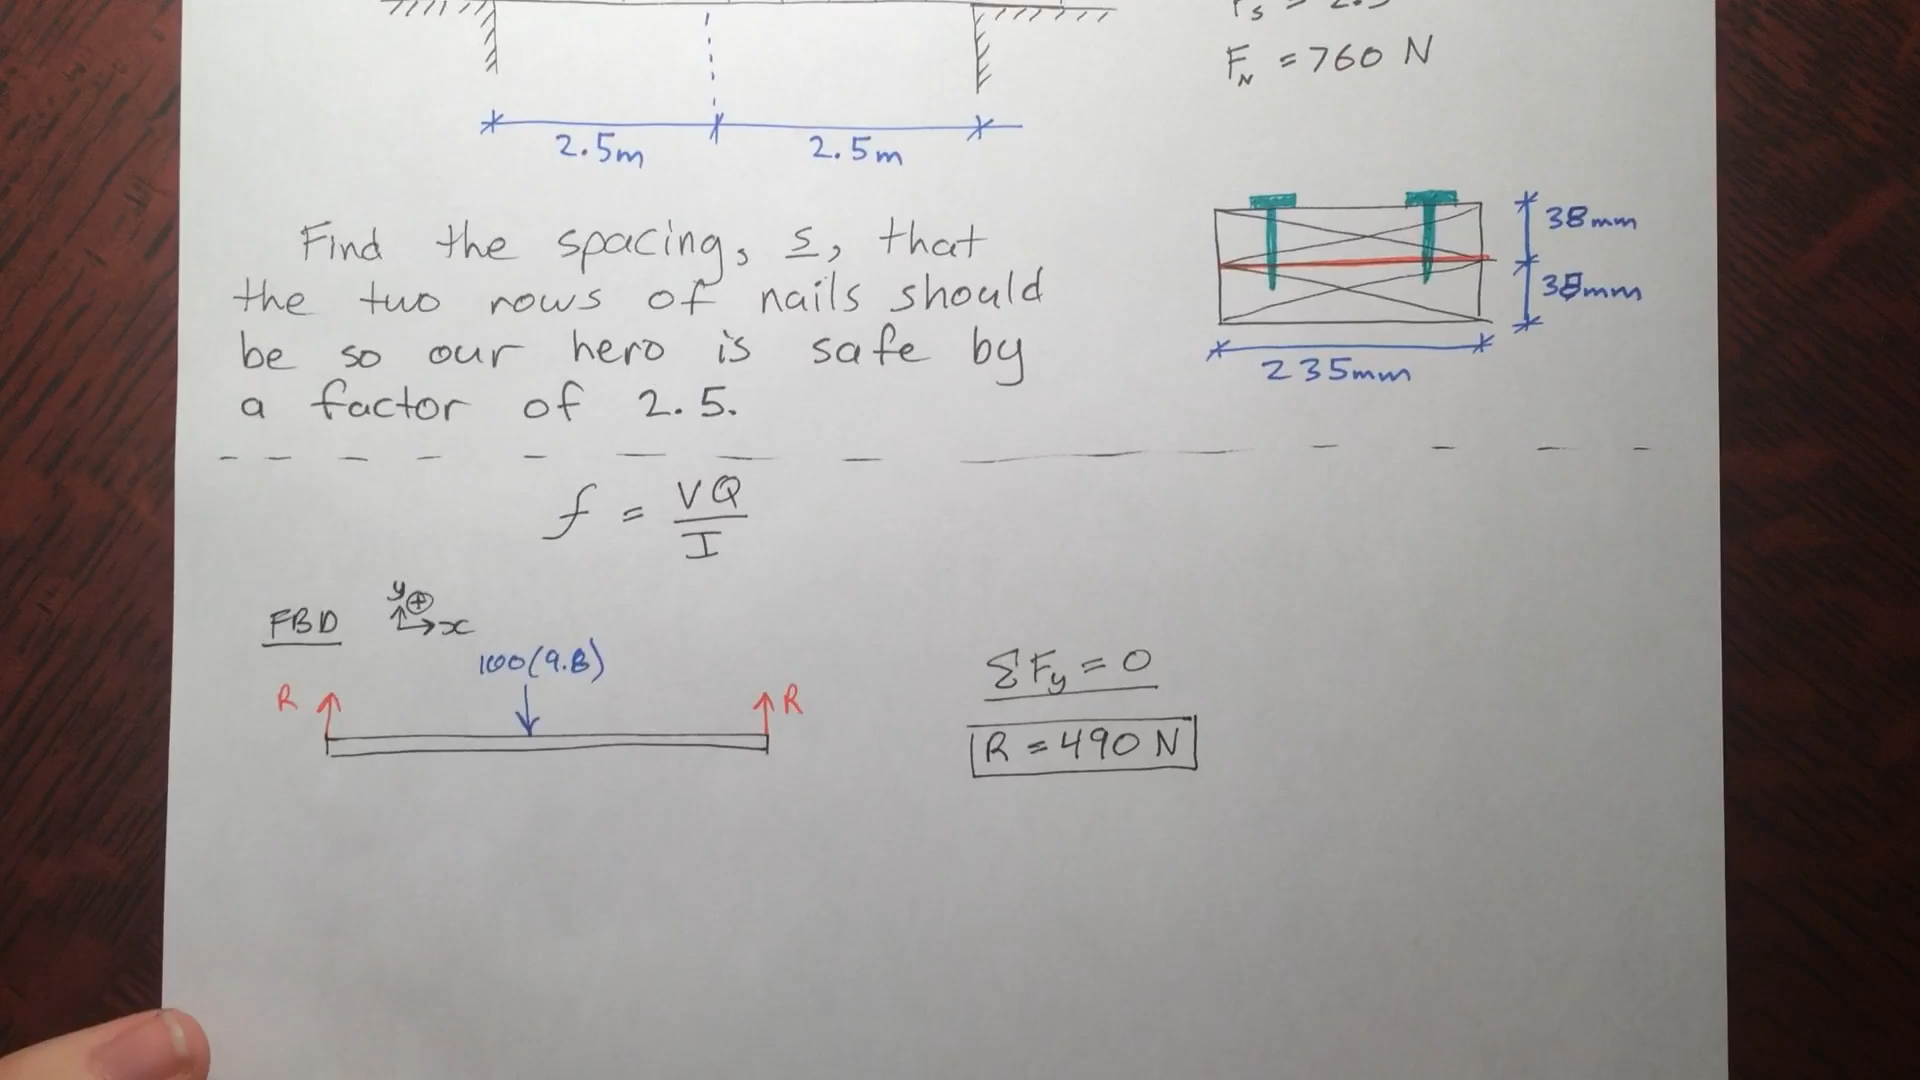 F_N = 760 N
2.5m 2.5m
38mm
38mm
235mm
Find the spacing, s, that
the two rows of nails should
be so our hero is safe by
a factor of 2.5.
f = VQ
I
FBD y + x
100(9.8)
R R
ΣFy = 0
R = 490 N